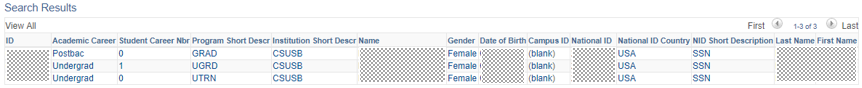 Search Results
View All First 1-3 of 3 Last
ID Academic Career Student Career Nbr Program Short Descr Institution Short Descr Name Gender Date of Birth Campus ID National ID National ID Country NID Short Description Last Name First Name
Postbac 0 GRAD CSUSB Female (blank) USA SSN
Undergrad 1 UGRD CSUSB Female (blank) USA SSN
Undergrad 0 UTRN CSUSB Female (blank) USA SSN